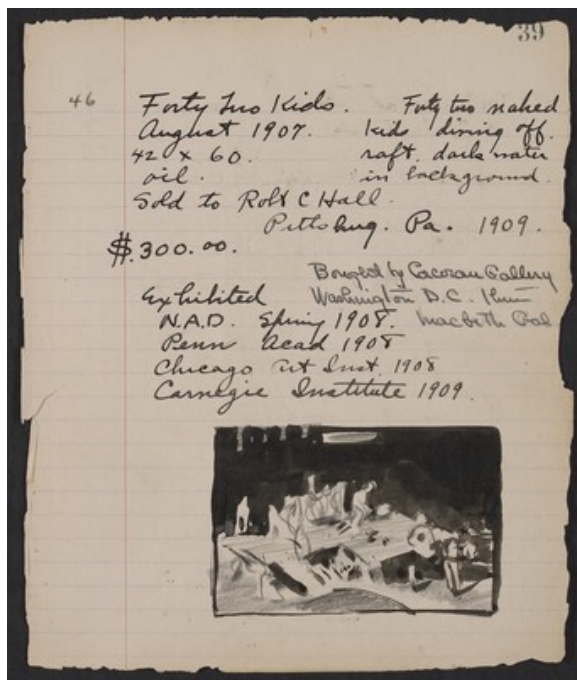 39
46
Forty Two Kids. Forty two naked
August 1907. kids diving off.
42 x 60. raft. dark water
oil. in background.
Sold to Robt C Hall.
Pittsburg. Pa. 1909.
$.300.00.
Bought by Cocoran Gallery
Exhibited Washington D.C. thru
N.A.D. Spring 1908. Macbeth Gal
Penn Acad 1908
Chicago Art Inst. 1908
Carnegie Institute 1909.